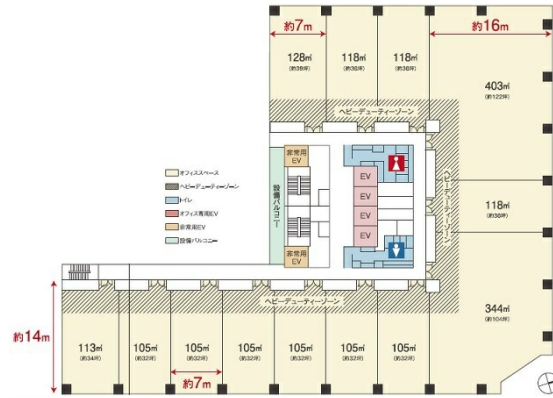 約7m
約16m
128㎡
(約39坪)
118㎡
(約36坪)
118㎡
(約36坪)
403㎡
(約122坪)
ヘビーデューティーゾーン
非常用
EV
設備バルコニー
EV
EV
EV
EV
非常用
EV
ヘビーデューティーゾーン
118㎡
(約36坪)
オフィススペース
ヘビーデューティーゾーン
トイレ
オフィス専用EV
非常用EV
設備バルコニー
ヘビーデューティーゾーン
344㎡
(約104坪)
約14m
113㎡
(約34坪)
105㎡
(約32坪)
105㎡
(約32坪)
105㎡
(約32坪)
105㎡
(約32坪)
105㎡
(約32坪)
105㎡
(約32坪)
約7m